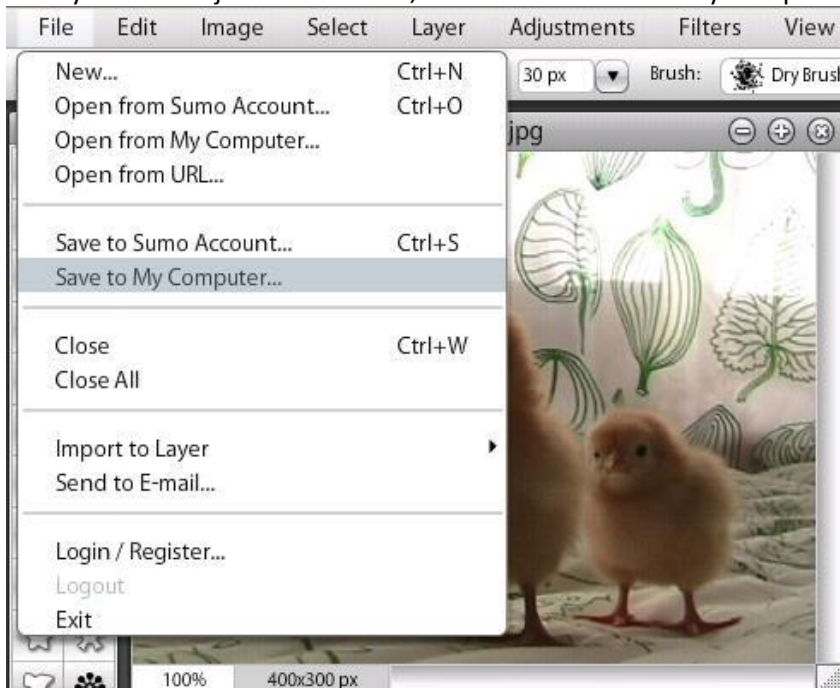 File Edit Image Select Layer Adjustments Filters View
30 px Brush: Dry Brush
jpg
New... Ctrl+N
Open from Sumo Account... Ctrl+O
Open from My Computer...
Open from URL...
Save to Sumo Account... Ctrl+S
Save to My Computer...
Close Ctrl+W
Close All
Import to Layer
Send to E-mail...
Login / Register...
Logout
Exit
100% 400x300 px